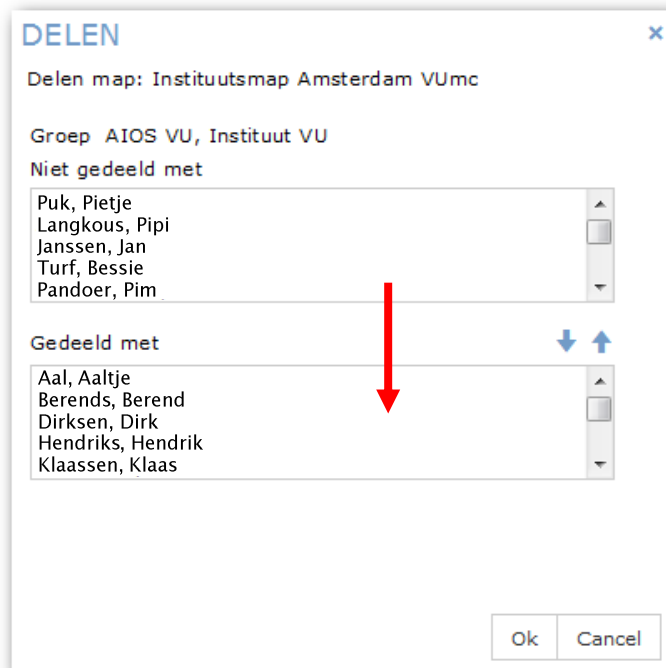 DELEN
Delen map: Instituutsmap Amsterdam VUmc
Groep AIOS VU, Instituut VU
Niet gedeeld met
Puk, Pietje
Langkous, Pipi
Janssen, Jan
Turf, Bessie
Pandoer, Pim
Gedeeld met
Aal, Aaltje
Berends, Berend
Dirksen, Dirk
Hendriks, Hendrik
Klaassen, Klaas
Ok Cancel